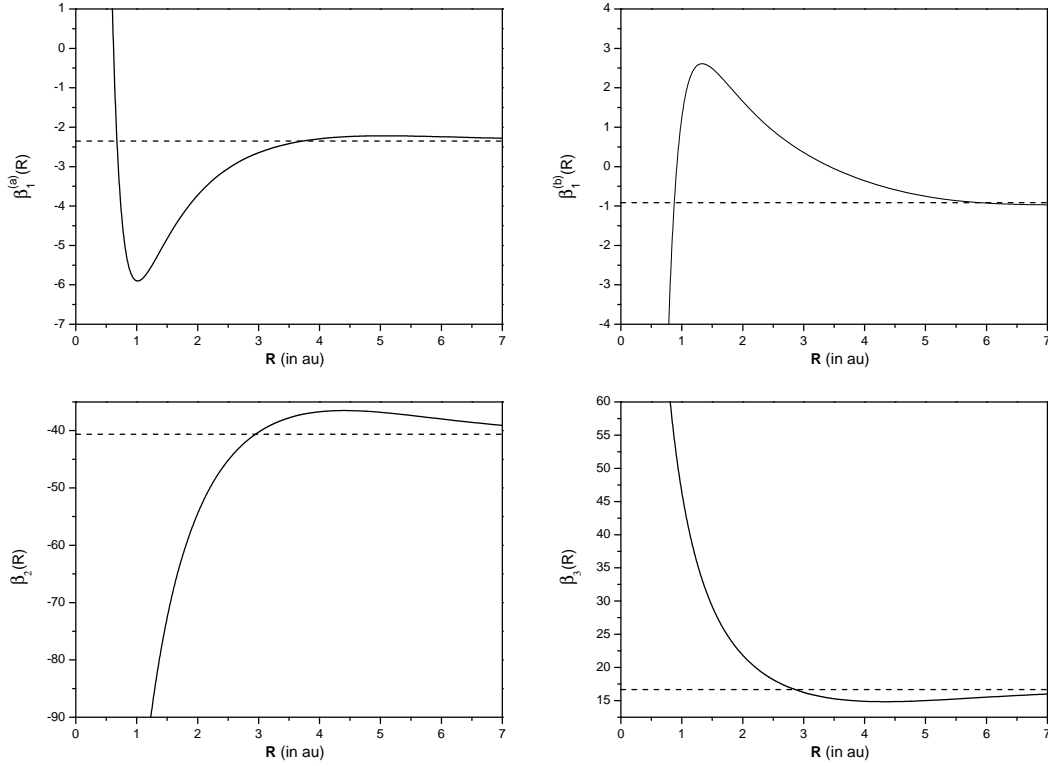 1
0
-1
-2
-3
-4
-5
-6
-7
0 1 2 3 4 5 6 7
β₁⁽ᵃ⁾(R)
R (in au)
4
3
2
1
0
-1
-2
-3
-4
0 1 2 3 4 5 6 7
β₁⁽ᵇ⁾(R)
R (in au)
-40
-50
-60
-70
-80
-90
0 1 2 3 4 5 6 7
β₂(R)
R (in au)
60
55
50
45
40
35
30
25
20
15
0 1 2 3 4 5 6 7
β₃(R)
R (in au)